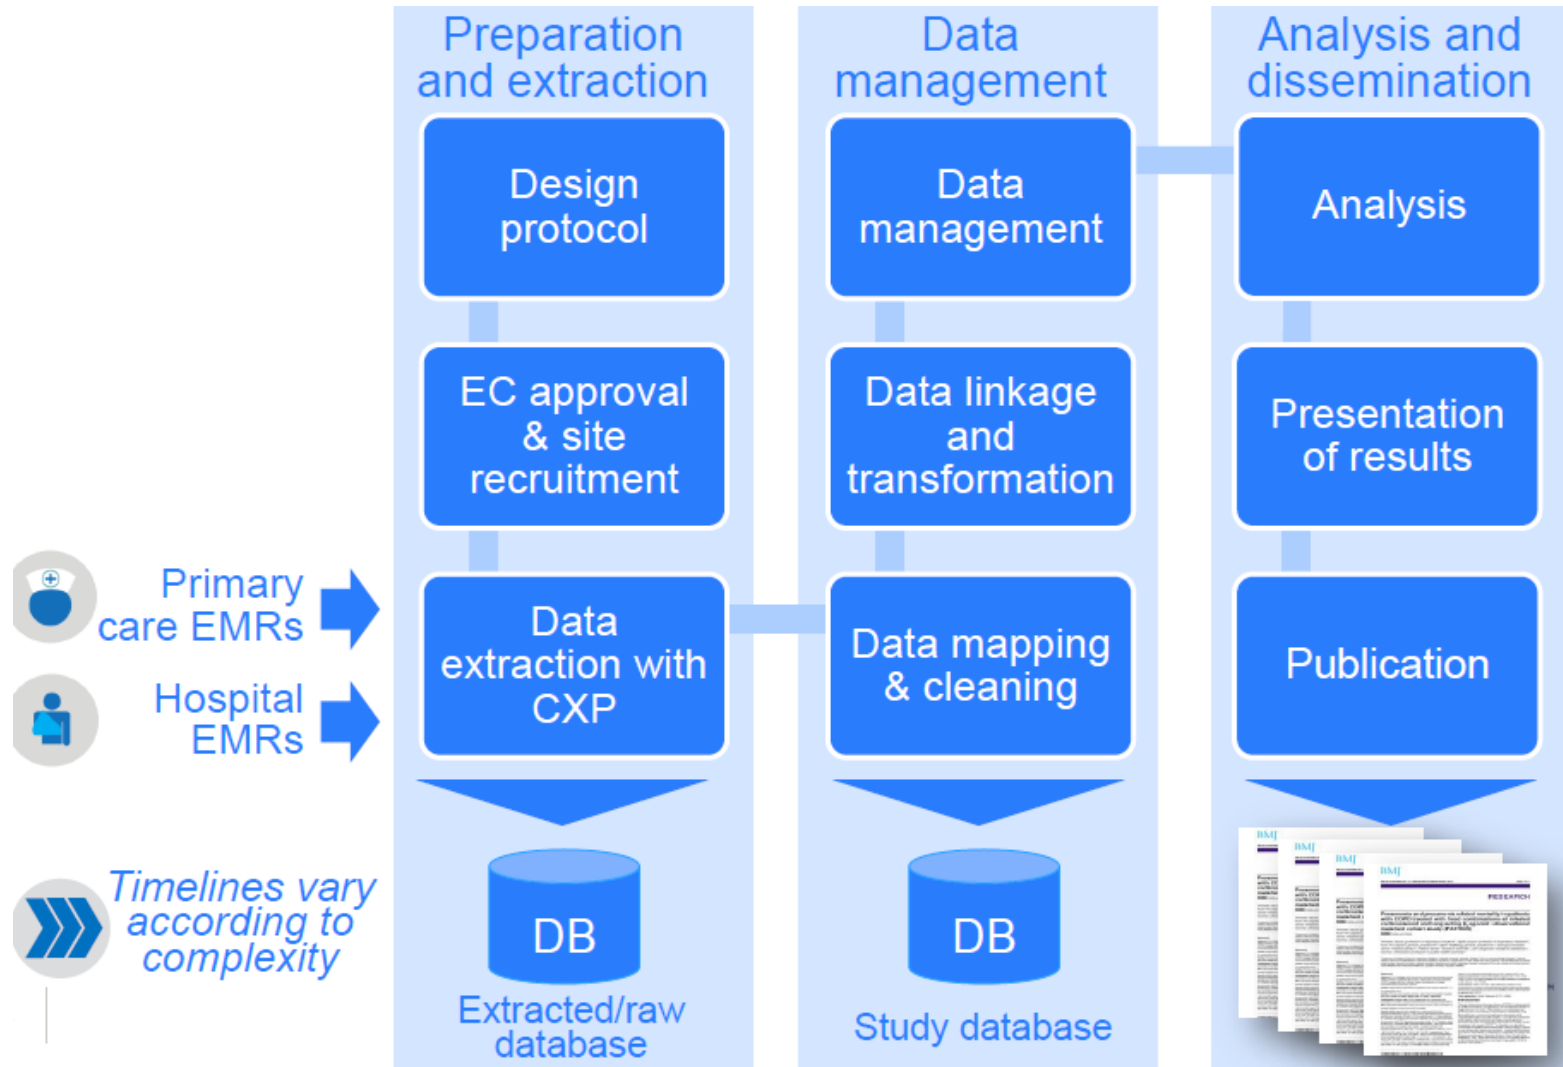 Preparation
and extraction
Design
protocol
EC approval
& site
recruitment
Primary
care EMRs
Hospital
EMRs
Data
extraction with
CXP
Timelines vary
according to
complexity
DB
Extracted/raw
database
Data
management
Data
management
Data linkage
and
transformation
Data mapping
& cleaning
DB
Study database
Analysis and
dissemination
Analysis
Presentation
of results
Publication
BMJ
BMJ
BMJ
BMJ
RESEARCH